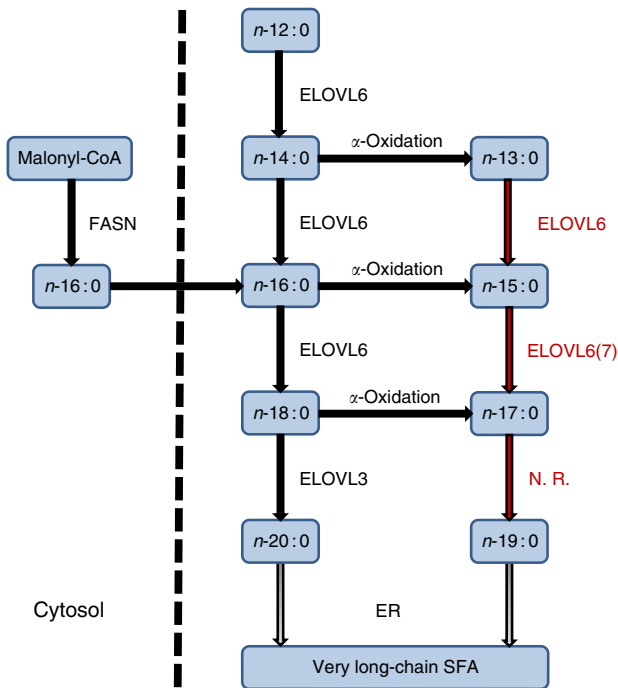 n-12:0
ELOVL6
Malonyl-CoA
n-14:0
α-Oxidation
n-13:0
FASN
ELOVL6
ELOVL6
n-16:0
n-16:0
α-Oxidation
n-15:0
ELOVL6
ELOVL6(7)
n-18:0
α-Oxidation
n-17:0
ELOVL3
N. R.
n-20:0
n-19:0
Cytosol
ER
Very long-chain SFA